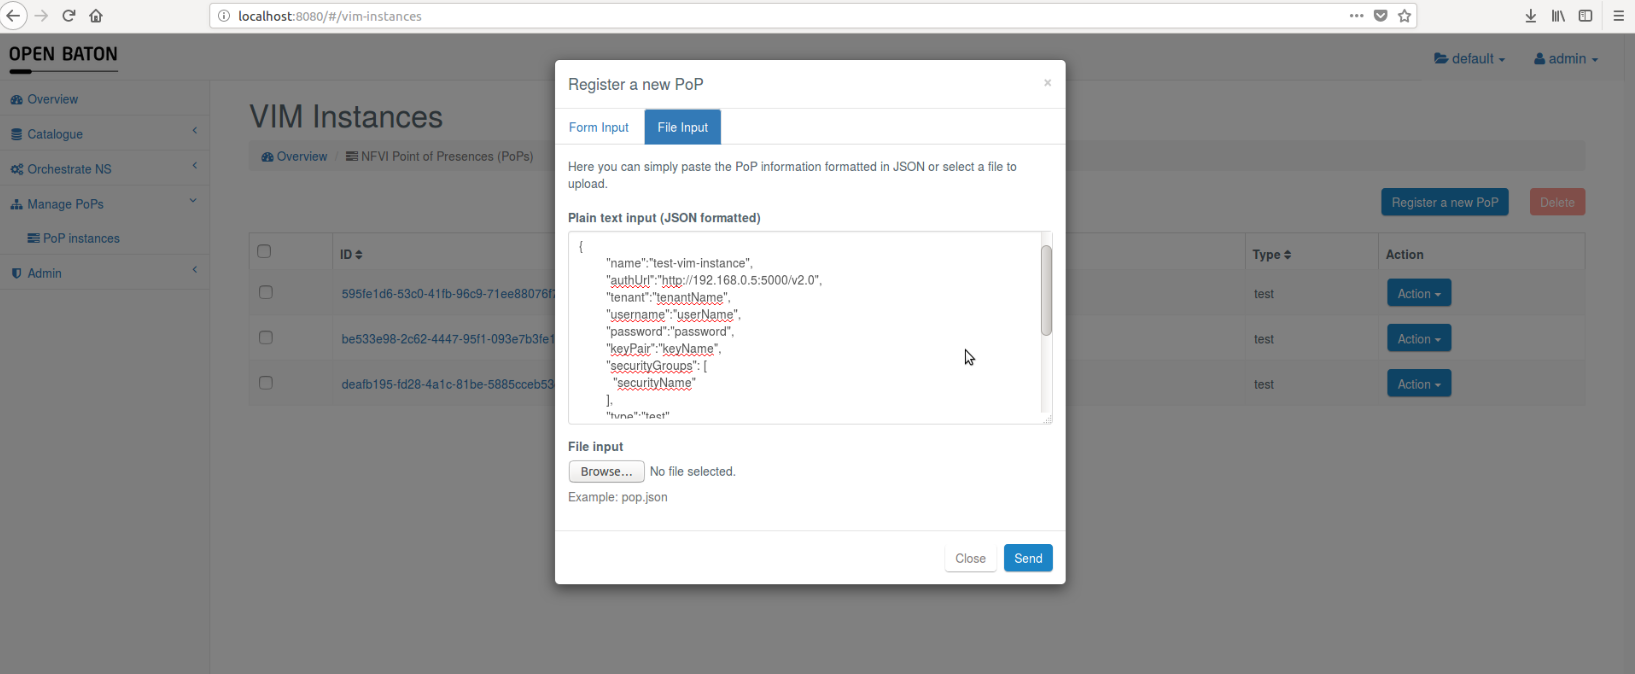 localhost:8080/#/vim-instances
OPEN BATON
default
admin
Overview
Catalogue
Orchestrate NS
Manage PoPs
PoP instances
Admin
VIM Instances
Overview / NFVI Point of Presences (PoPs)
Register a new PoP
Delete
ID
Type
Action
595fe1d6-53c0-41fb-96c9-71ee88076f
test
Action
be533e98-2c62-4447-95f1-093e7b3fe1
test
Action
deafb195-fd28-4a1c-81be-5885cceb53
test
Action
Register a new PoP
×
Form Input
File Input
Here you can simply paste the PoP information formatted in JSON or select a file to
upload.
Plain text input (JSON formatted)
{
"name":"test-vim-instance",
"authUrl":"http://192.168.0.5:5000/v2.0",
"tenant":"tenantName",
"username":"userName",
"password":"password",
"keyPair":"keyName",
"securityGroups": [
"securityName"
],
"type":"test"
File input
Browse...
No file selected.
Example: pop.json
Close
Send